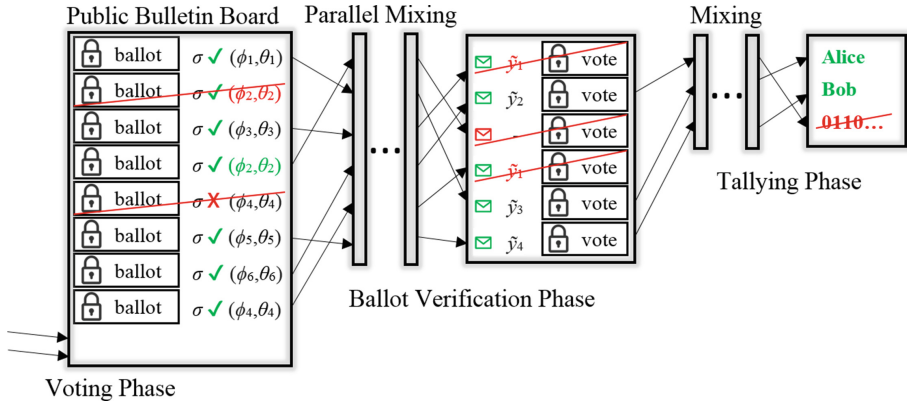 Public Bulletin Board
ballot σ ✓ (ϕ1,θ1)
ballot σ ✓ (ϕ2,θ2)
ballot σ ✓ (ϕ3,θ3)
ballot σ ✓ (ϕ2,θ2)
ballot σ X (ϕ4,θ4)
ballot σ ✓ (ϕ5,θ5)
ballot σ ✓ (ϕ6,θ6)
ballot σ ✓ (ϕ4,θ4)
Voting Phase
Parallel Mixing
...
ỹ1 vote
ỹ2 vote
- vote
ỹ1 vote
ỹ3 vote
ỹ4 vote
Ballot Verification Phase
Mixing
...
Alice
Bob
0110...
Tallying Phase